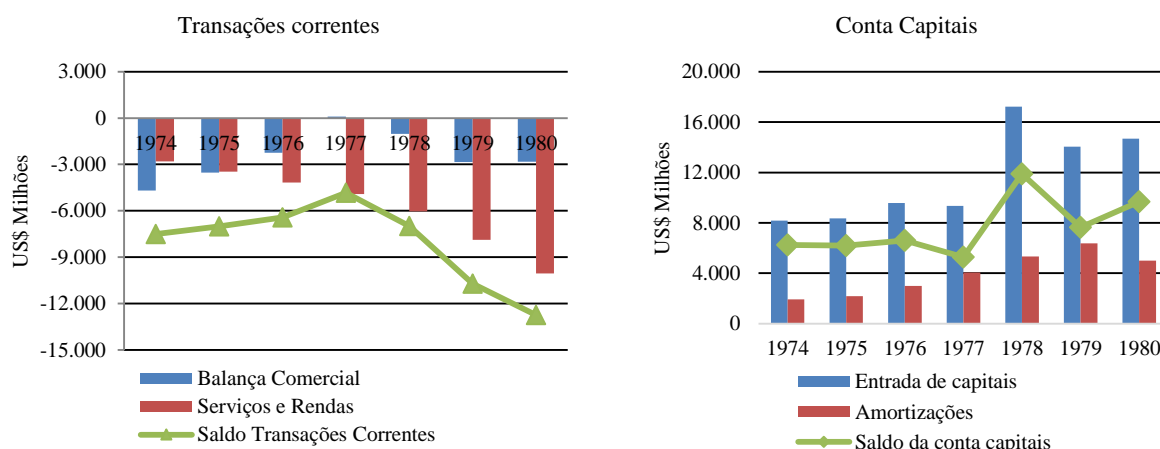 Transações correntes
3.000
0
-3.000
-6.000
-9.000
-12.000
-15.000
US$ Milhões
1974 1975 1976 1977 1978 1979 1980
Balança Comercial
Serviços e Rendas
Saldo Transações Correntes
Conta Capitais
20.000
16.000
12.000
8.000
4.000
0
US$ Milhões
1974 1975 1976 1977 1978 1979 1980
Entrada de capitais
Amortizações
Saldo da conta capitais